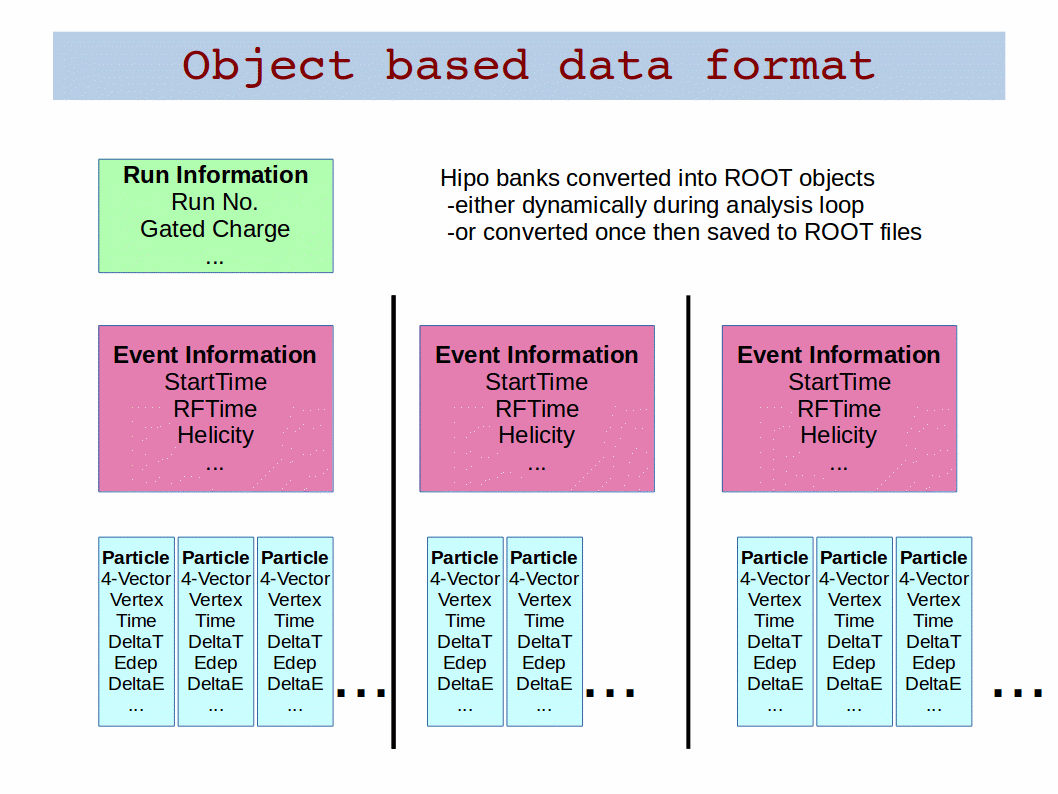 Object based data format
Run Information
Run No.
Gated Charge
...
Hipo banks converted into ROOT objects
-either dynamically during analysis loop
-or converted once then saved to ROOT files
Event Information
StartTime
RFTime
Helicity
...
Event Information
StartTime
RFTime
Helicity
...
Event Information
StartTime
RFTime
Helicity
...
Particle
4-Vector
Vertex
Time
DeltaT
Edep
DeltaE
...
Particle
4-Vector
Vertex
Time
DeltaT
Edep
DeltaE
...
Particle
4-Vector
Vertex
Time
DeltaT
Edep
DeltaE
...
...
Particle
4-Vector
Vertex
Time
DeltaT
Edep
DeltaE
...
Particle
4-Vector
Vertex
Time
DeltaT
Edep
DeltaE
...
...
Particle
4-Vector
Vertex
Time
DeltaT
Edep
DeltaE
...
Particle
4-Vector
Vertex
Time
DeltaT
Edep
DeltaE
...
Particle
4-Vector
Vertex
Time
DeltaT
Edep
DeltaE
...
...